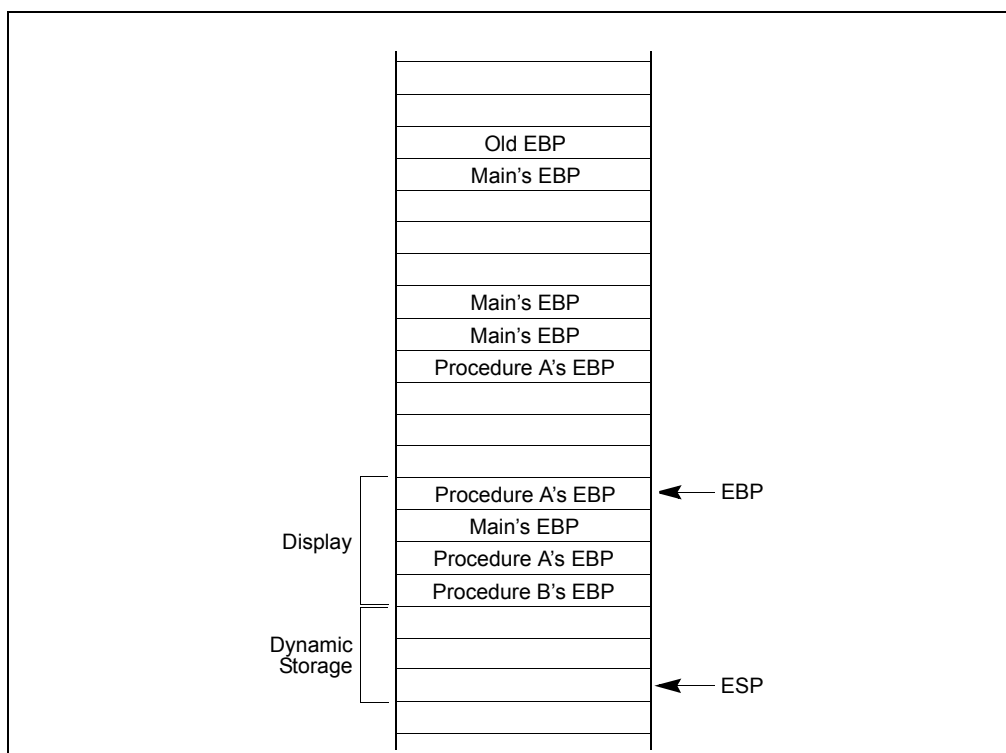 Old EBP
Main’s EBP
Main’s EBP
Main’s EBP
Procedure A’s EBP
Procedure A’s EBP
EBP
Main’s EBP
Display
Procedure A’s EBP
Procedure B’s EBP
Dynamic
Storage
ESP